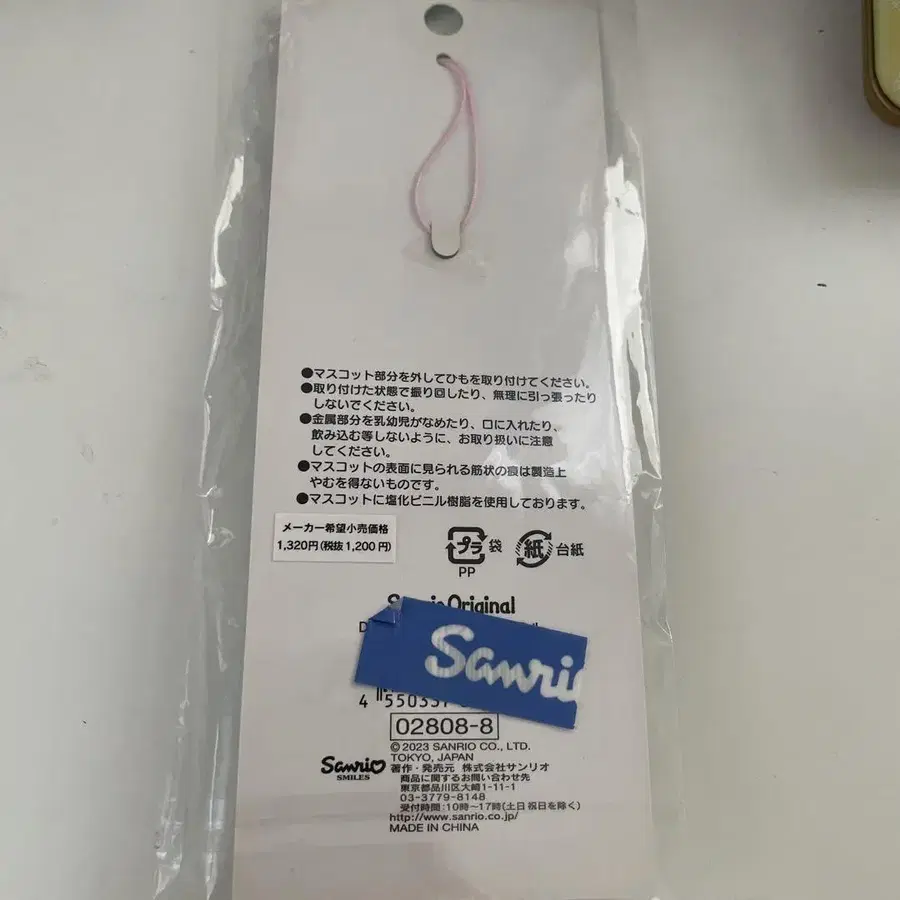 ●マスコット部分を外してひもを取り付けてください。
●取り付けた状態で振り回したり、無理に引っ張ったり
しないでください。
●金属部分を乳幼児がなめたり、口に入れたり、
飲み込む等しないように、お取り扱いに注意
してください。
●マスコットの表面に見られる筋状の痕は製造上
やむを得ないものです。
●マスコットに塩化ビニル樹脂を使用しております。
メーカー希望小売価格
1,320円(税抜1,200円)
プラ 袋
PP
紙 台紙
Original
Sanrio
4 550337
02808-8
©2023 SANRIO CO., LTD.
TOKYO, JAPAN
Sanrio
SMILES
著作・発売元 株式会社サンリオ
商品に関するお問い合わせ先
東京都品川区大崎1-11-1
03-3779-8148
受付時間:10時~17時(土日祝日を除く)
http://www.sanrio.co.jp/
MADE IN CHINA